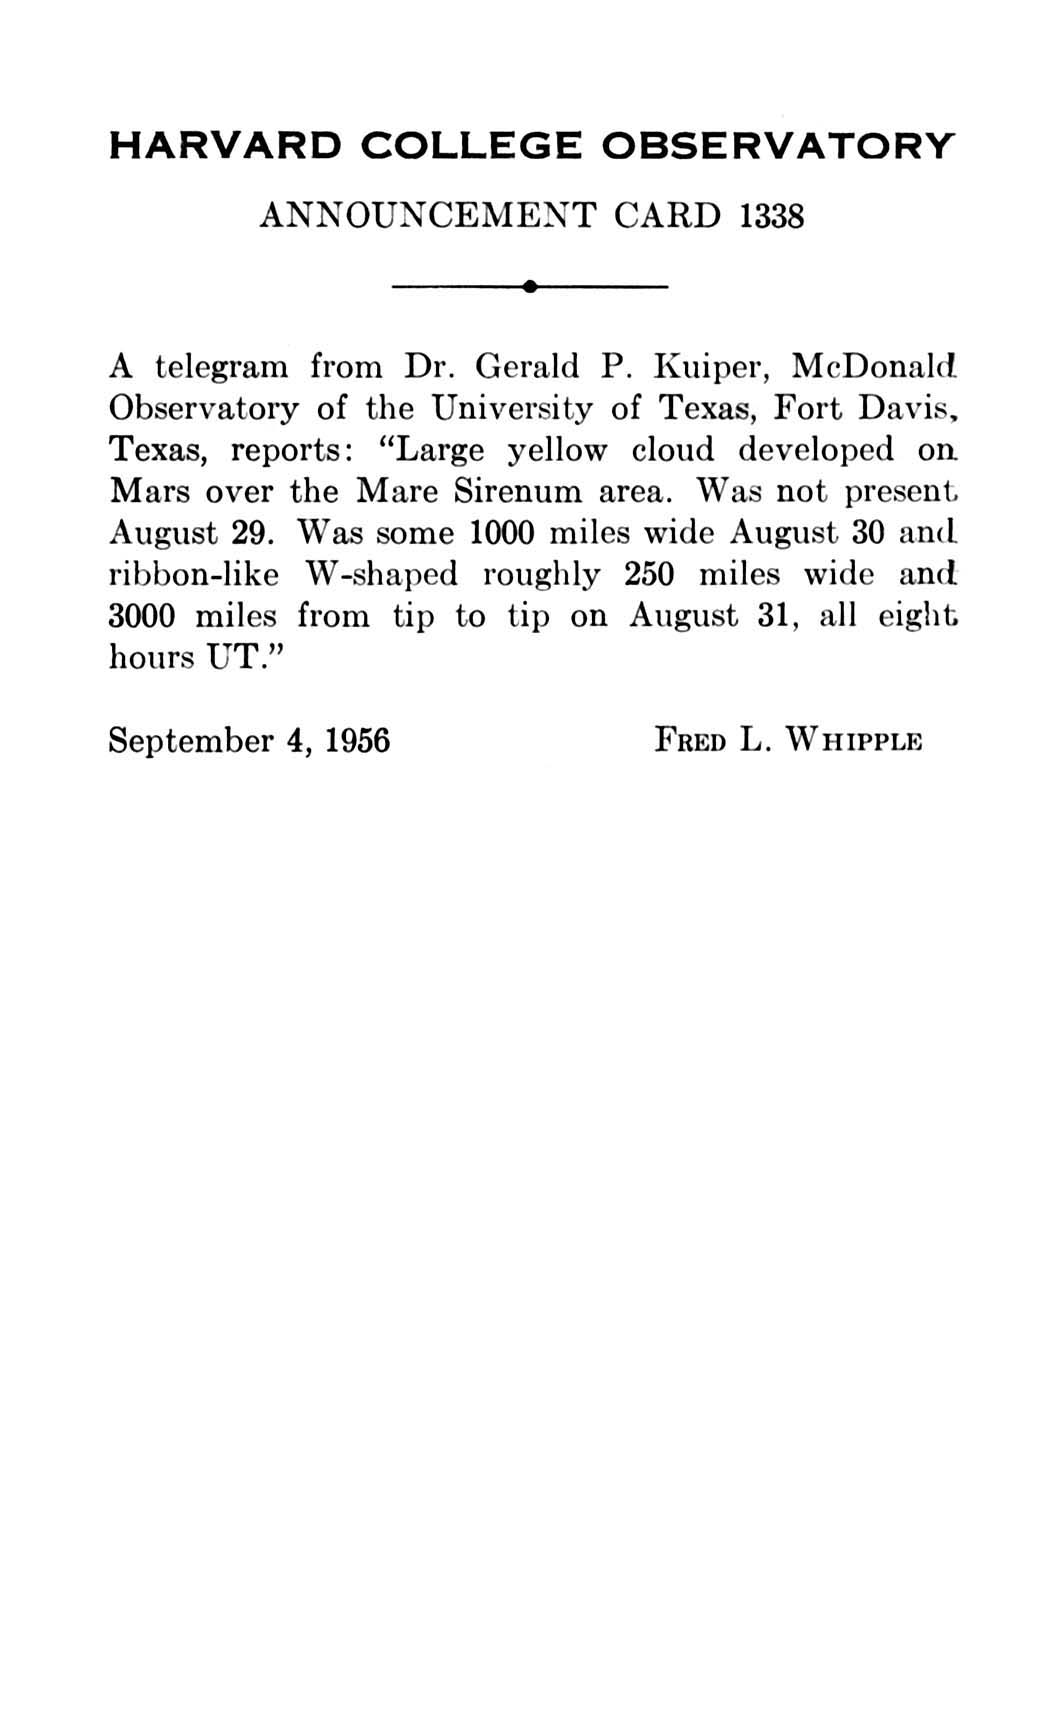 HARVARD COLLEGE OBSERVATORY
ANNOUNCEMENT CARD 1338
A telegram from Dr. Gerald P. Kuiper, McDonald
Observatory of the University of Texas, Fort Davis,
Texas, reports: “Large yellow cloud developed on
Mars over the Mare Sirenum area. Was not present
August 29. Was some 1000 miles wide August 30 and
ribbon-like W-shaped roughly 250 miles wide and
3000 miles from tip to tip on August 31, all eight
hours UT.”
September 4, 1956 FRED L. WHIPPLE